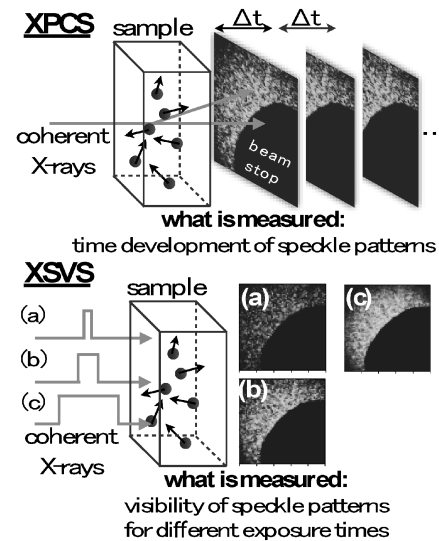 XPCS
sample
Δt
Δt
coherent
X-rays
beam
stop
..
what is measured:
time development of speckle patterns
XSVS
sample
(a)
(b)
(c)
coherent
X-rays
(a)
(c)
(b)
what is measured:
visibility of speckle patterns
for different exposure times